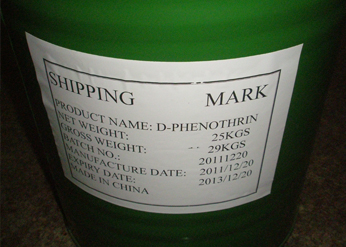 SHIPPING MARK
PRODUCT NAME: D-PHENOTHRIN
NET WEIGHT: 25KGS
GROSS WEIGHT: 29KGS
BATCH NO.: 20111220
MANUFACTURE DATE: 2011/12/20
EXPIRY DATE: 2013/12/20
MADE IN CHINA